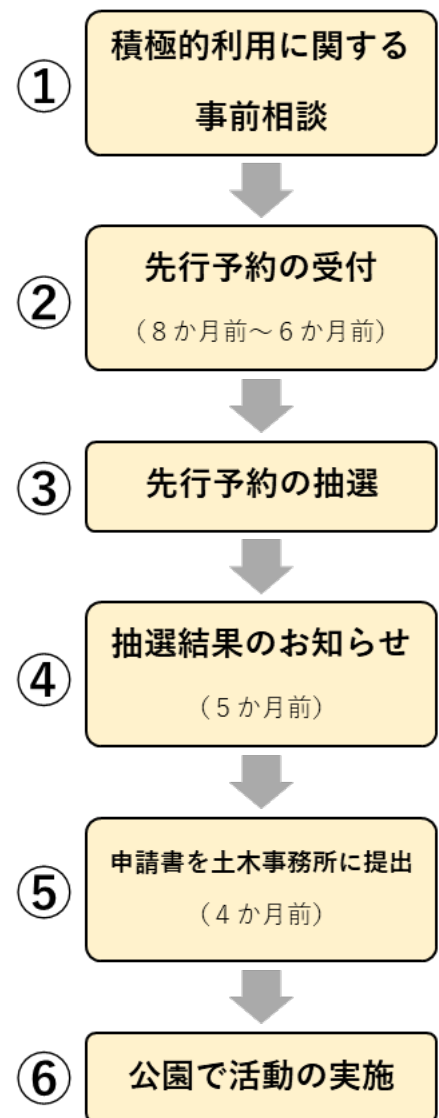 ①
積極的利用に関する
事前相談
②
先行予約の受付
（８か月前～６か月前）
③
先行予約の抽選
④
抽選結果のお知らせ
（５か月前）
⑤
申請書を土木事務所に提出
（４か月前）
⑥
公園で活動の実施